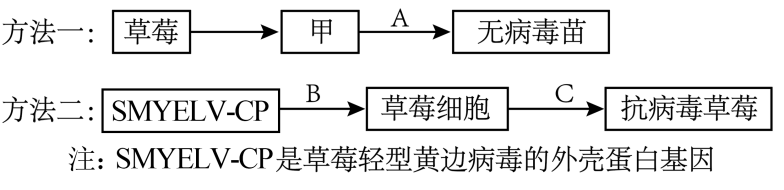 方法一: 草莓 甲 A 无病毒苗
方法二: SMYELV-CP B 草莓细胞 C 抗病毒草莓
注: SMYELV-CP是草莓轻型黄边病毒的外壳蛋白基因